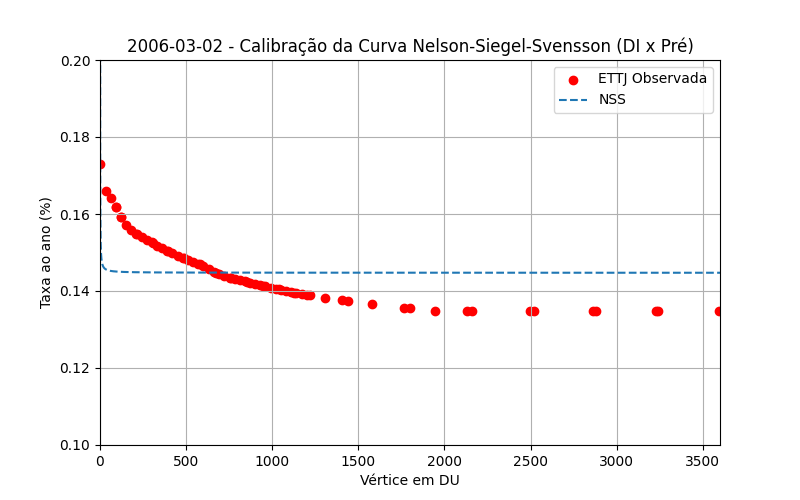 2006-03-02 - Calibração da Curva Nelson-Siegel-Svensson (DI x Pré)
ETTJ Observada
NSS
Taxa ao ano (%)
0.20
0.18
0.16
0.14
0.12
0.10
0 500 1000 1500 2000 2500 3000 3500
Vértice em DU